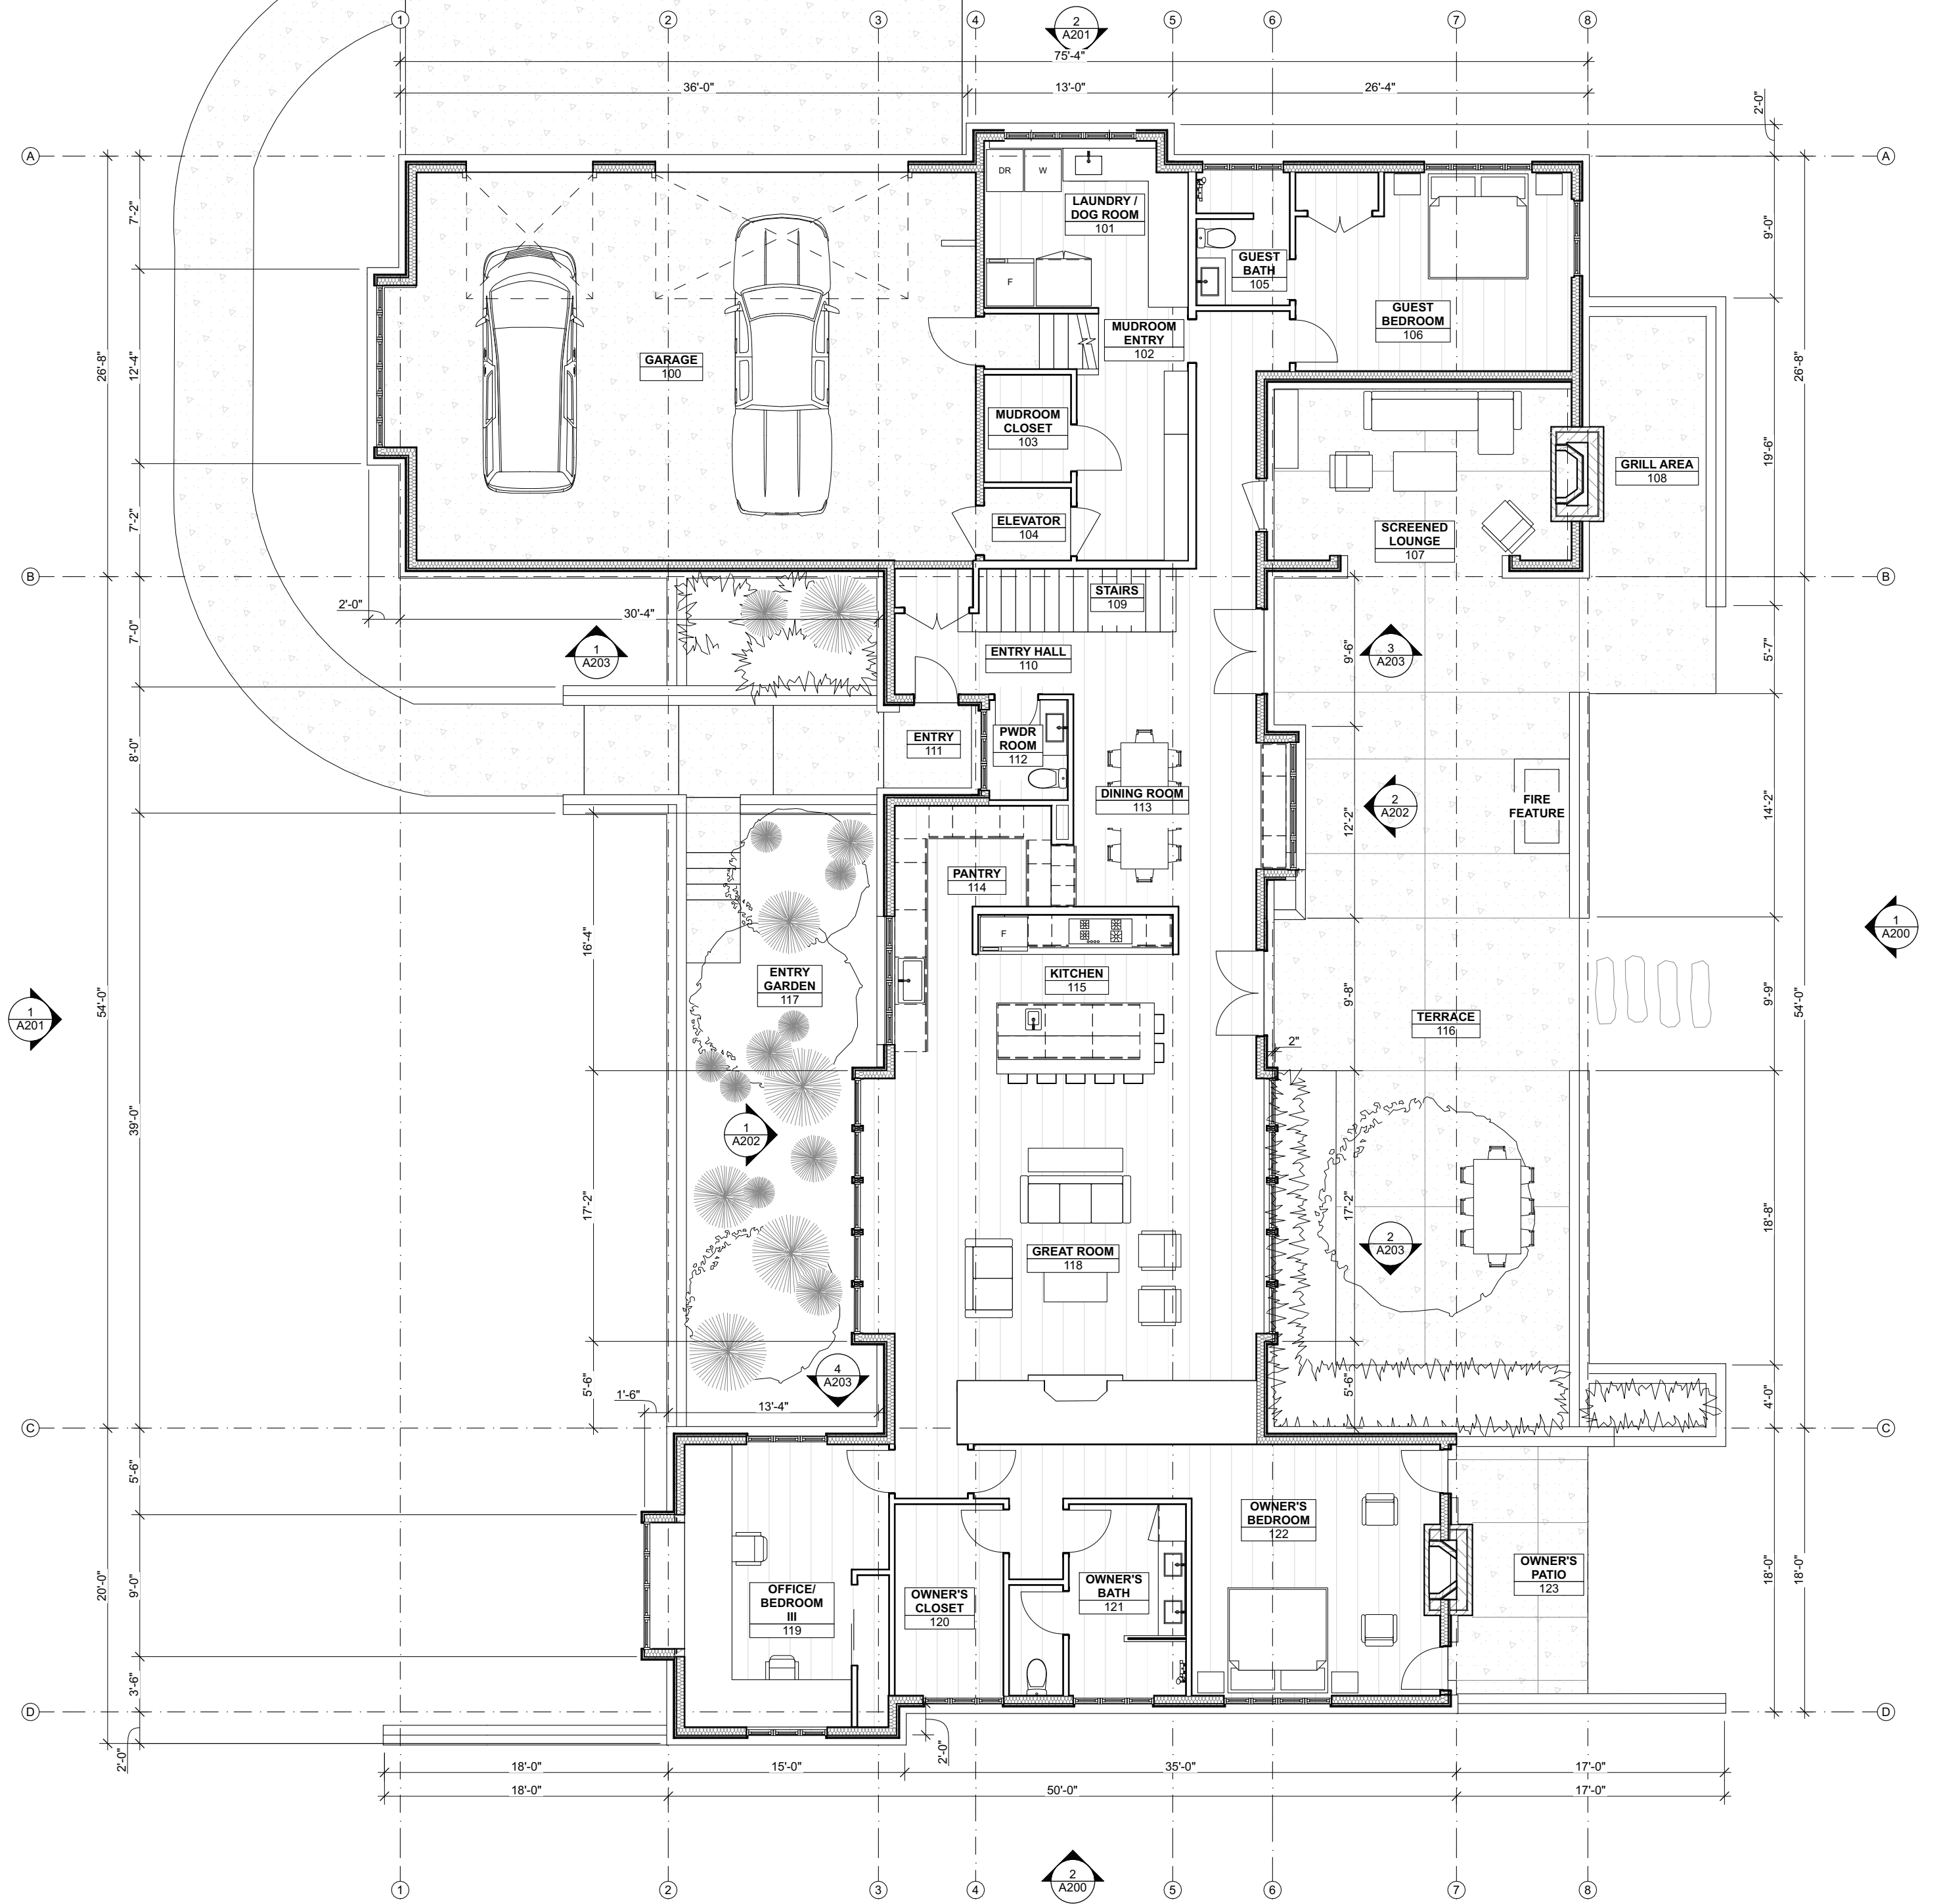 1 2 3 4 5 6 7 8
2
A201
75'-4"
36'-0" 13'-0" 26'-4"
2'-0"
A A
DR W
LAUNDRY /
DOG ROOM
101
7'-2"
9'-0"
GUEST
BATH
105
F
GUEST
BEDROOM
106
MUDROOM
ENTRY
102
GARAGE
100
26'-8"
12'-4"
26'-8"
MUDROOM
CLOSET
103
19'-6"
GRILL AREA
108
7'-2"
ELEVATOR
104
SCREENED
LOUNGE
107
B B
STAIRS
109
2'-0"
30'-4"
7'-0"
1
A203
ENTRY HALL
110
9'-6"
3
A203
5'-7"
8'-0"
ENTRY
111
PWDR
ROOM
112
DINING ROOM
113
12'-2"
2
A202
FIRE
FEATURE
14'-2"
PANTRY
114
16'-4"
F
1
A200
ENTRY
GARDEN
117
KITCHEN
115
9'-8"
9'-9"
54'-0"
54'-0"
1
A201
TERRACE
116
2"
39'-0"
1
A202
17'-2"
17'-2"
18'-8"
GREAT ROOM
118
2
A203
4
A203
5'-6"
5'-6"
4'-0"
1'-6"
13'-4"
C C
5'-6"
OWNER'S
BEDROOM
122
20'-0"
9'-0"
OFFICE/
BEDROOM
III
119
OWNER'S
CLOSET
120
OWNER'S
BATH
121
OWNER'S
PATIO
123
18'-0"
18'-0"
3'-6"
D D
2'-0"
2'-0"
18'-0" 15'-0" 35'-0" 17'-0"
18'-0" 50'-0" 17'-0"
2
A200
1 2 3 4 5 6 7 8